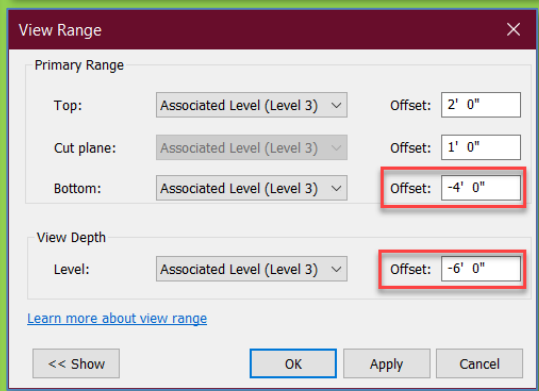 View Range
Primary Range
Top: Associated Level (Level 3) Offset: 2' 0"
Cut plane: Associated Level (Level 3) Offset: 1' 0"
Bottom: Associated Level (Level 3) Offset: -4' 0"
View Depth
Level: Associated Level (Level 3) Offset: -6' 0"
Learn more about view range
<< Show OK Apply Cancel